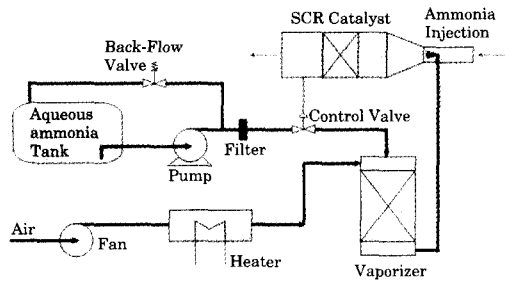 SCR Catalyst
Ammonia
Injection
Back-Flow
Valve
Aqueous
ammonia
Tank
Control Valve
Filter
Pump
Air
Fan
Heater
Vaporizer